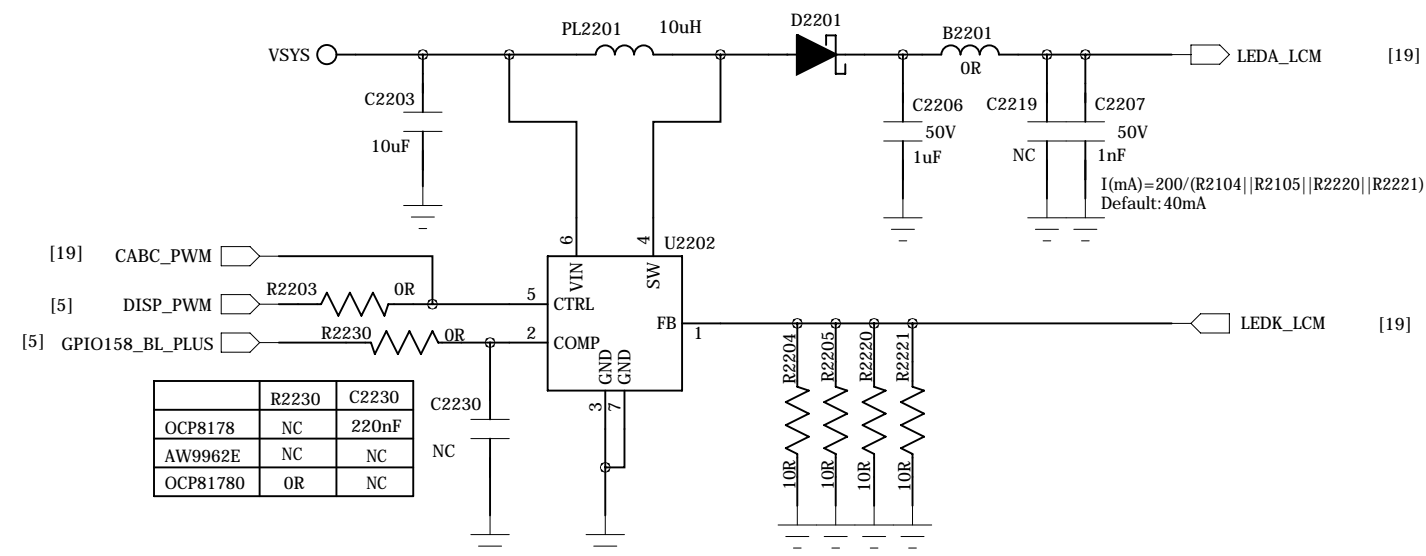 PL2201 10uH D2201 B2201
VSYS LEDA_LCM [19]
0R
C2203 C2206 C2219 C2207
10uF 50V 50V
1uF NC 1nF
I(mA)=200/(R2104||R2105||R2220||R2221)
Default:40mA
6 4 U2202
[19] CABC_PWM VIN SW
R2203 0R
[5] DISP_PWM 5 CTRL
FB 1 LEDK_LCM [19]
R2230 0R
[5] GPIO158_BL_PLUS 2 COMP
GND GND
3 7
R2204 R2205 R2220 R2221
10R 10R 10R 10R
C2230
NC
R2230 C2230
OCP8178 NC 220nF
AW9962E NC NC
OCP81780 0R NC